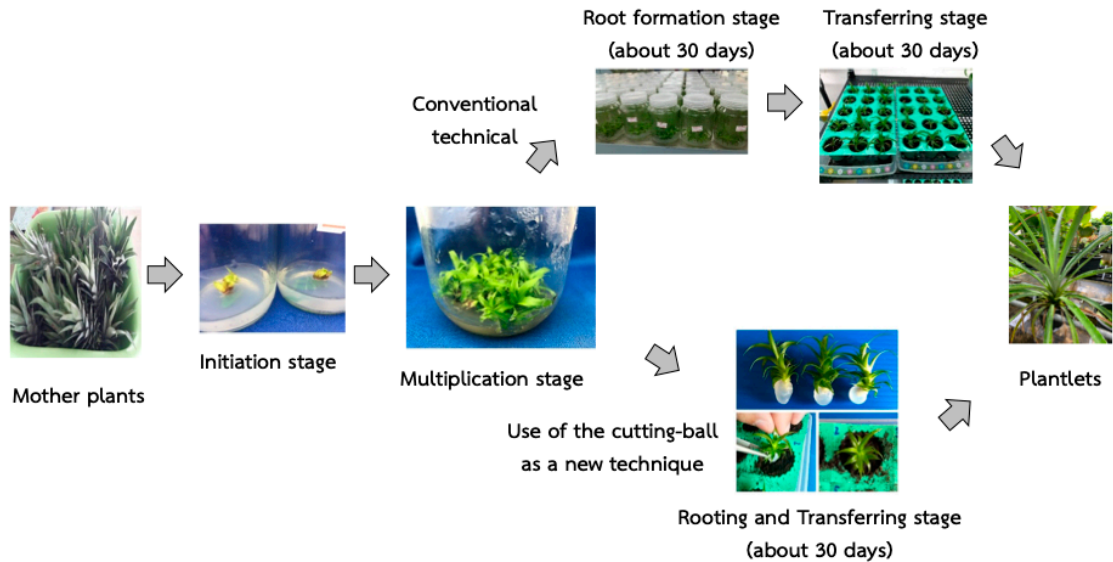 Root formation stage
(about 30 days)
Transferring stage
(about 30 days)
Conventional
technical
Mother plants
Initiation stage
Multiplication stage
Plantlets
Use of the cutting-ball
as a new technique
Rooting and Transferring stage
(about 30 days)